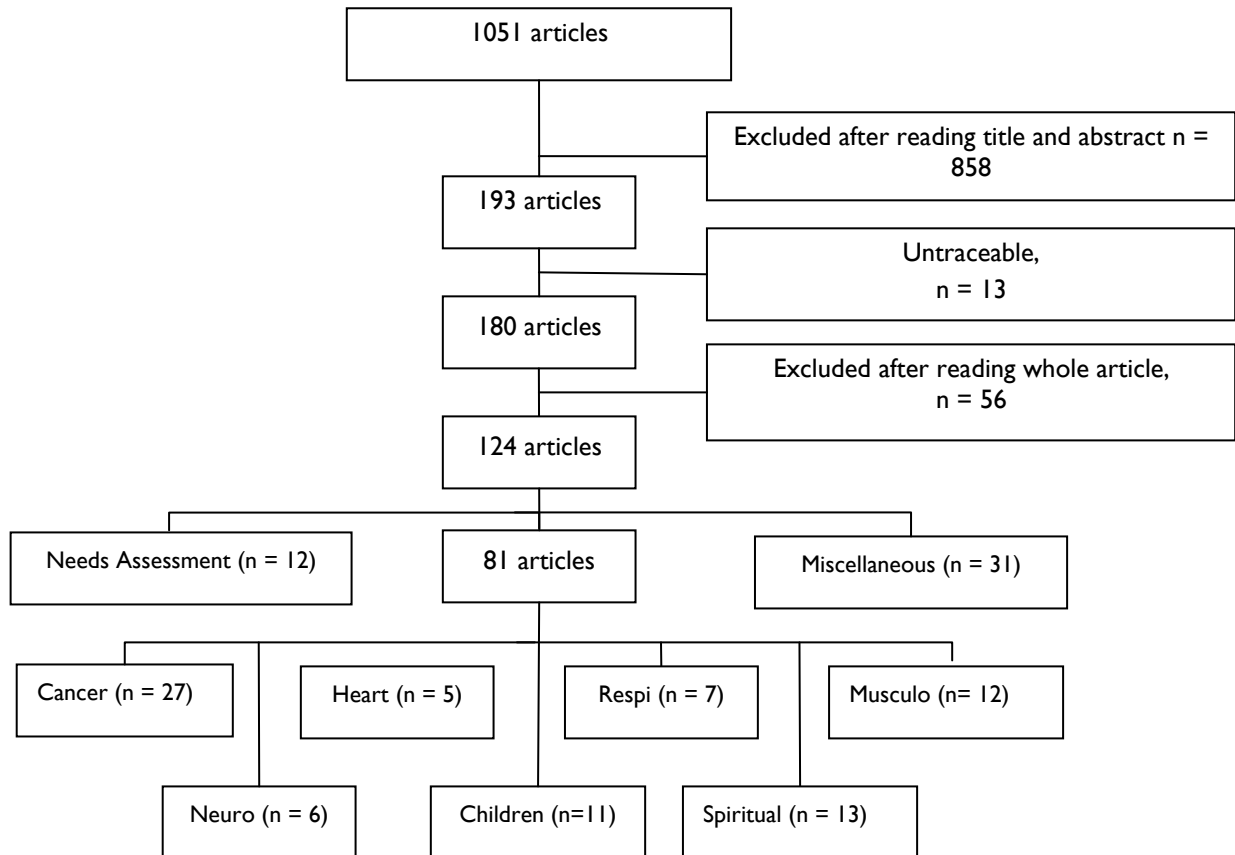 1051 articles
Excluded after reading title and abstract n =
858
193 articles
Untraceable,
n = 13
180 articles
Excluded after reading whole article,
n = 56
124 articles
Needs Assessment (n = 12)
81 articles
Miscellaneous (n = 31)
Cancer (n = 27)
Heart (n = 5)
Respi (n = 7)
Musculo (n= 12)
Neuro (n = 6)
Children (n=11)
Spiritual (n = 13)